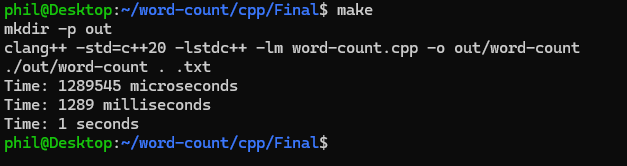 phil@Desktop:~/word-count/cpp/Final$ make
mkdir -p out
clang++ -std=c++20 -lstdc++ -lm word-count.cpp -o out/word-count
./out/word-count . .txt
Time: 1289545 microseconds
Time: 1289 milliseconds
Time: 1 seconds
phil@Desktop:~/word-count/cpp/Final$